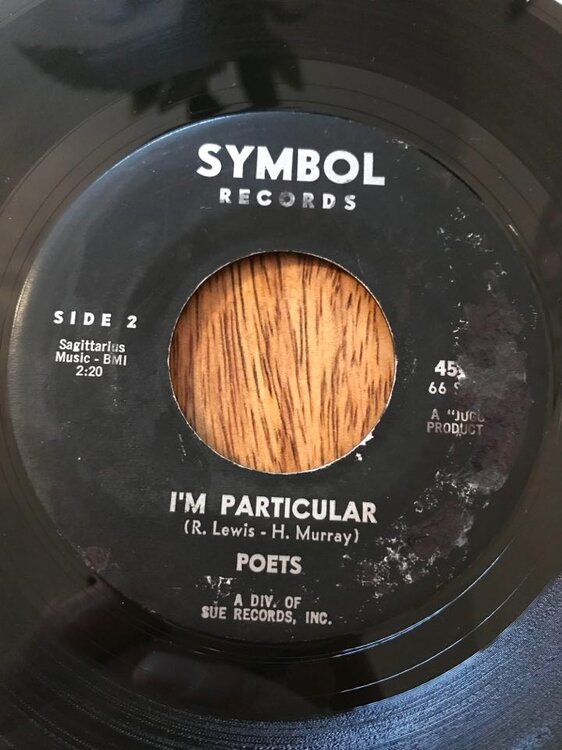 SYMBOL
RECORDS
SIDE 2
Sagittarius
Music - BMI
2:20
45
66
A "JUGG
PRODUCT
I'M PARTICULAR
(R. Lewis - H. Murray)
POETS
A DIV. OF
SUE RECORDS, INC.